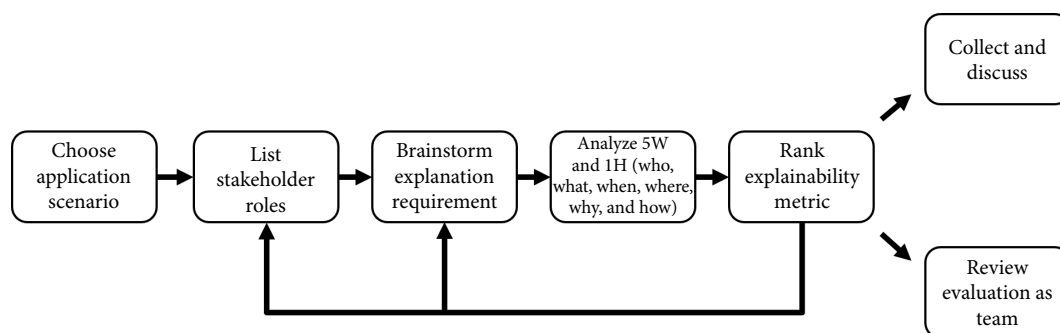 Choose
application
scenario
List
stakeholder
roles
Brainstorm
explanation
requirement
Analyze 5W
and 1H (who,
what, when, where,
why, and how)
Rank
explainability
metric
Collect and
discuss
Review
evaluation as
team